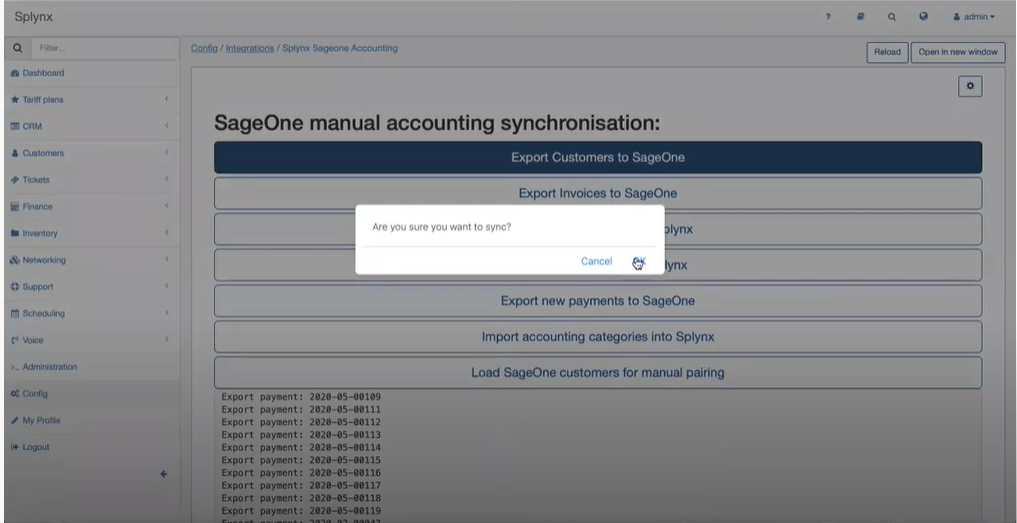 Splynx
?
admin
Filter...
Config / Integrations / Splynx Sageone Accounting
Reload
Open in new window
Dashboard
Tariff plans
CRM
Customers
Tickets
Finance
Inventory
Networking
Support
Scheduling
Voice
Administration
Config
My Profile
Logout
SageOne manual accounting synchronisation:
Export Customers to SageOne
Export Invoices to SageOne
Are you sure you want to sync?
Cancel
Export new payments to SageOne
Import accounting categories into Splynx
Load SageOne customers for manual pairing
Export payment: 2020-05-00109
Export payment: 2020-05-00111
Export payment: 2020-05-00112
Export payment: 2020-05-00113
Export payment: 2020-05-00114
Export payment: 2020-05-00115
Export payment: 2020-05-00116
Export payment: 2020-05-00117
Export payment: 2020-05-00118
Export payment: 2020-05-00119